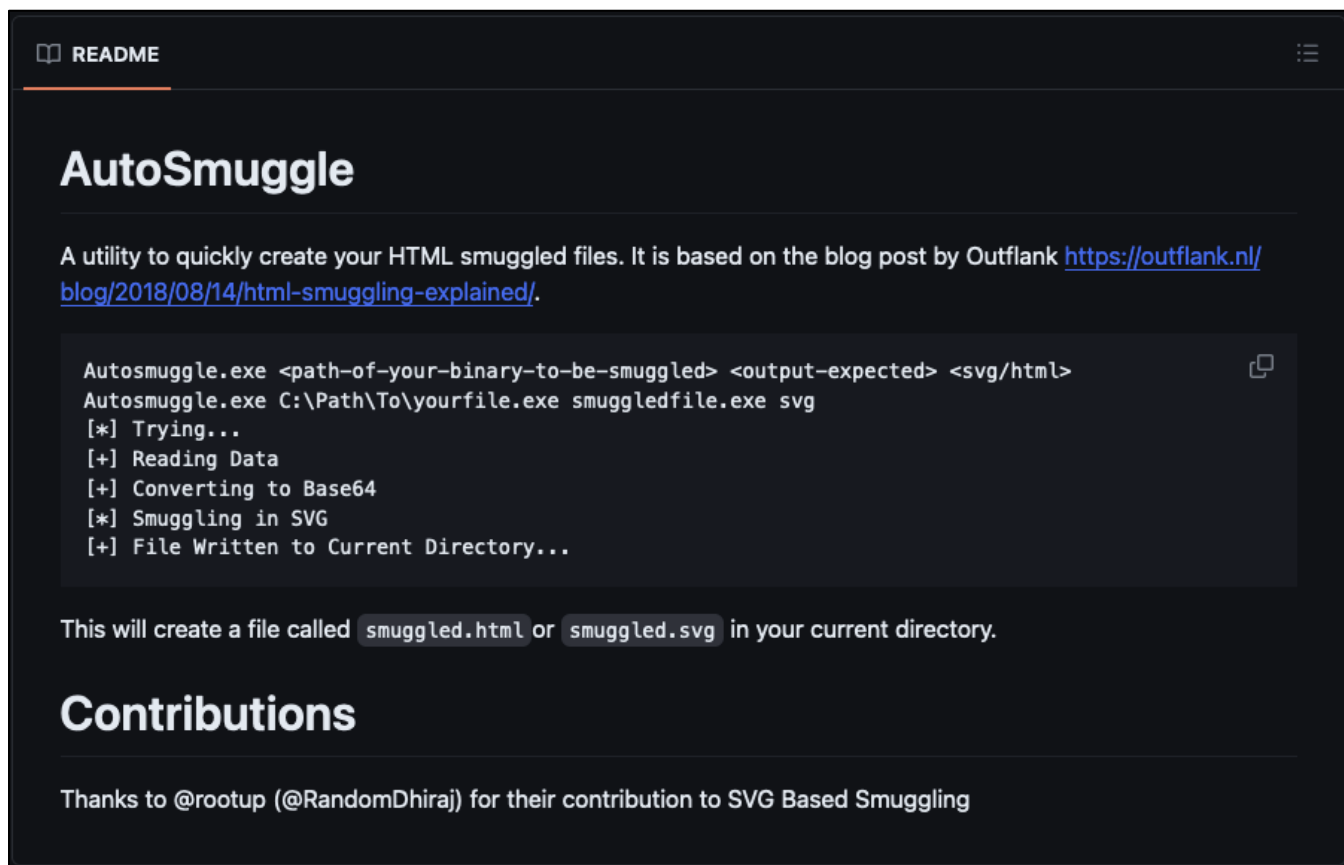 README
AutoSmuggle
A utility to quickly create your HTML smuggled files. It is based on the blog post by Outflank https://outflank.nl/
blog/2018/08/14/html-smuggling-explained/.
Autosmuggle.exe <path-of-your-binary-to-be-smuggled> <output-expected> <svg/html>
Autosmuggle.exe C:\Path\To\yourfile.exe smuggledfile.exe svg
[*] Trying...
[+] Reading Data
[+] Converting to Base64
[*] Smuggling in SVG
[+] File Written to Current Directory...
This will create a file called smuggled.html or smuggled.svg in your current directory.
Contributions
Thanks to @rootup (@RandomDhiraj) for their contribution to SVG Based Smuggling